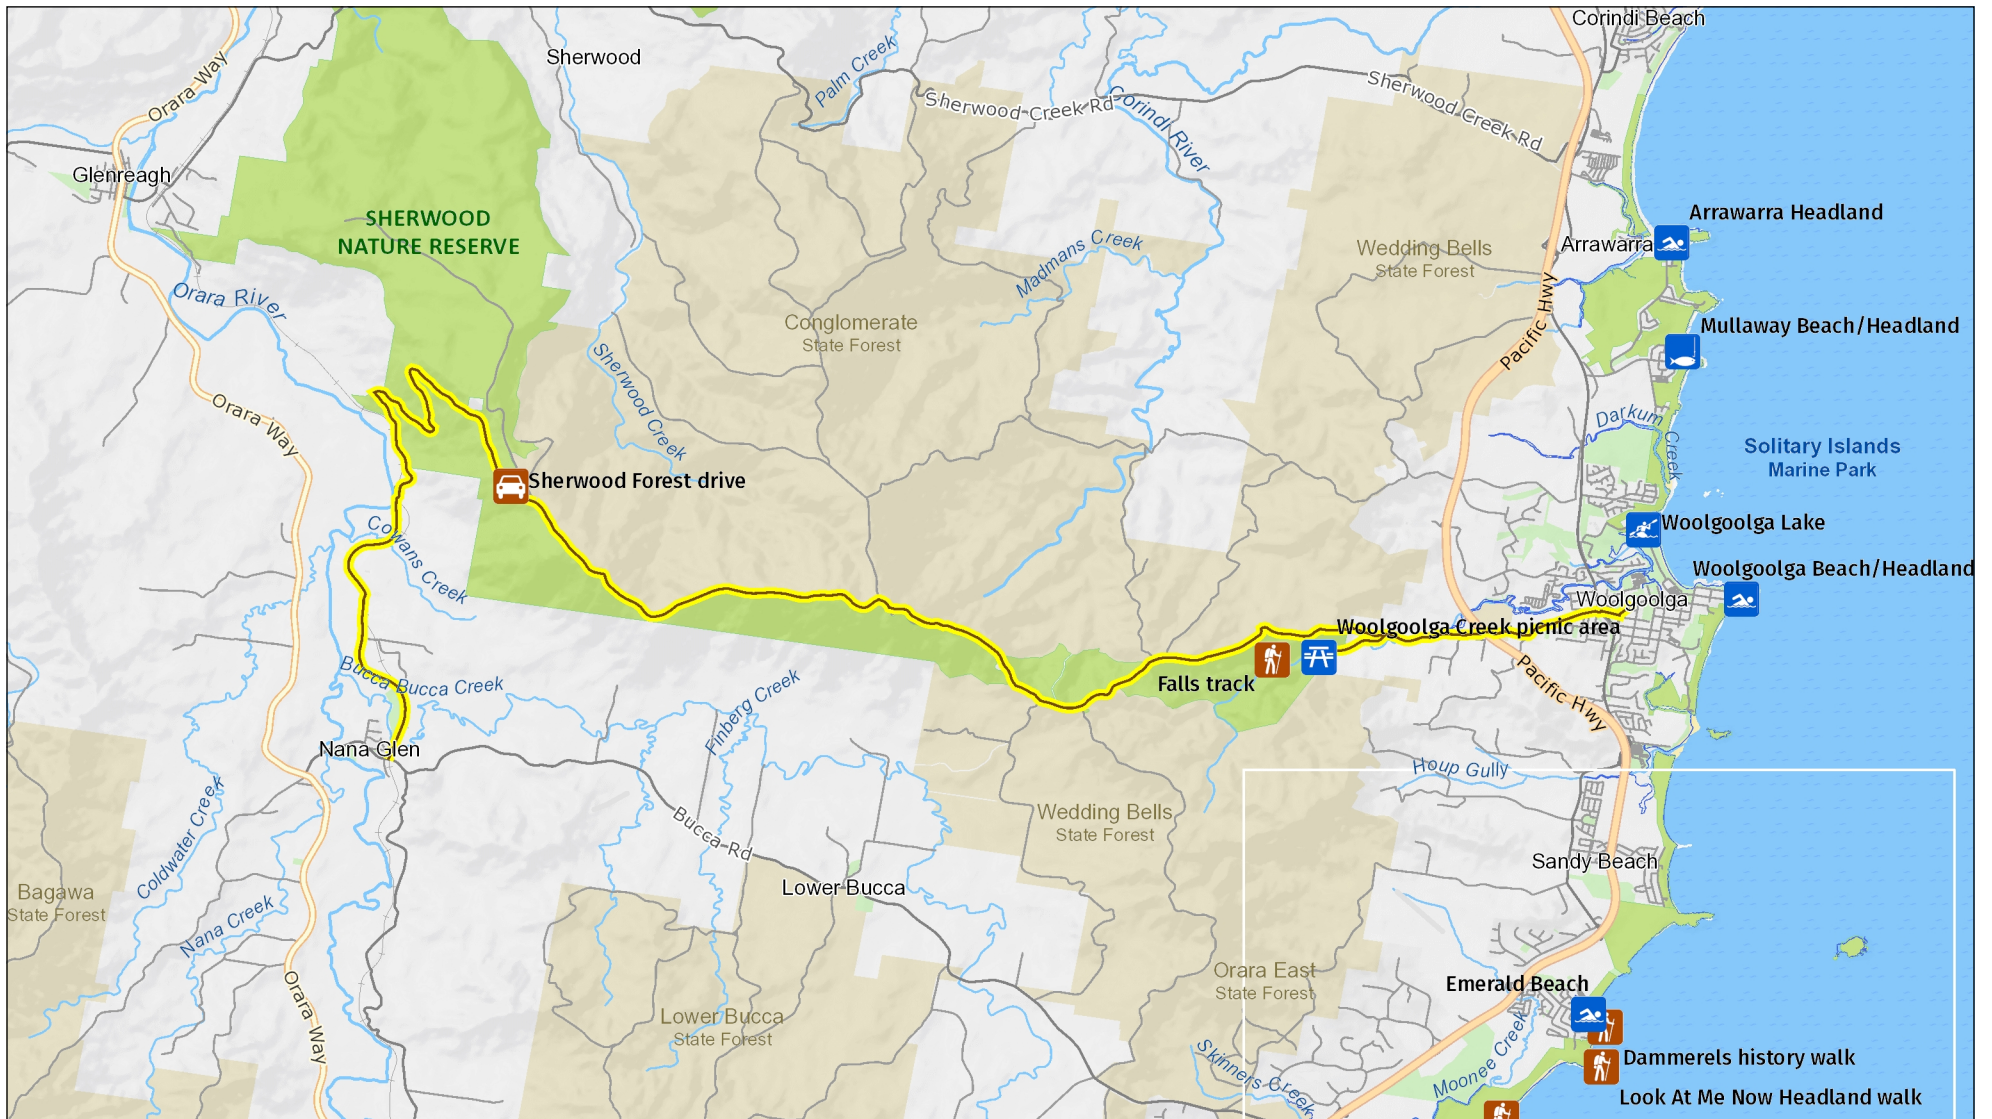 Corindi Beach
Sherwood
Palm Creek
Orara Way
Sherwood Creek Rd
Corindi River
Sherwood Creek Rd
Glenreagh
SHERWOOD
NATURE RESERVE
Arrawarra Headland
Arrawarra
Madmans Creek
Wedding Bells
State Forest
Orara River
Conglomerate
State Forest
Pacific Hwy
Mullaway Beach/Headland
Sherwood Creek
Orara Way
Darkum
Creek
Solitary Islands
Marine Park
Sherwood Forest drive
Woolgoolga Lake
Cowans Creek
Woolgoolga Beach/Headland
Woolgoolga
Woolgoolga Creek picnic area
Falls track
Bucca Bucca Creek
Finberg Creek
Pacific Hwy
Nana Glen
Houp Gully
Coldwater Creek
Bucca Rd
Wedding Bells
State Forest
Sandy Beach
Lower Bucca
Bagawa
State Forest
Nana Creek
Orara East
State Forest
Emerald Beach
Orara Way
Lower Bucca
State Forest
Moonee Creek
Skinners Creek
Dammerels history walk
Look At Me Now Headland walk